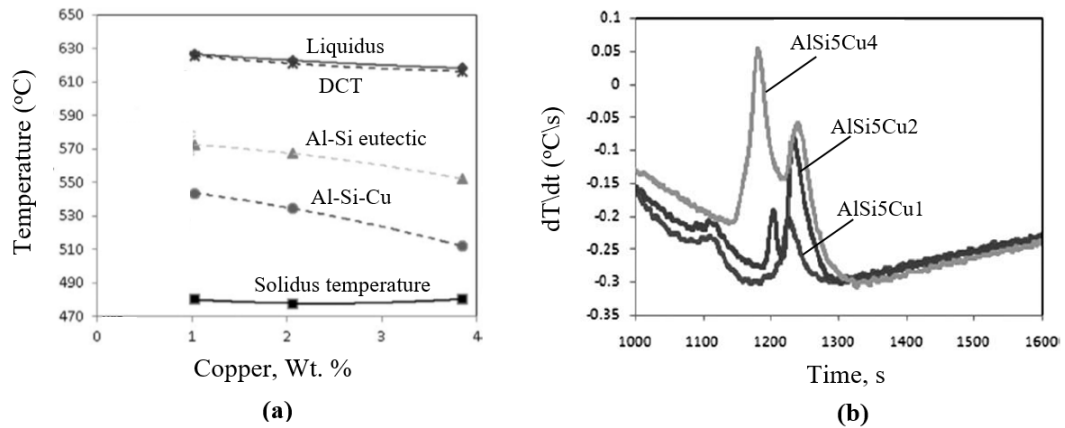 650
630
610
590
570
550
530
510
490
470
0
1
2
3
4
Temperature (°C)
Liquidus
DCT
Al-Si eutectic
Al-Si-Cu
Solidus temperature
Copper, Wt. %
(a)
0.1
0.05
0
-0.05
-0.1
-0.15
-0.2
-0.25
-0.3
-0.35
1000
1100
1200
1300
1400
1500
1600
dT\dt (°C\s)
AlSi5Cu4
AlSi5Cu2
AlSi5Cu1
Time, s
(b)